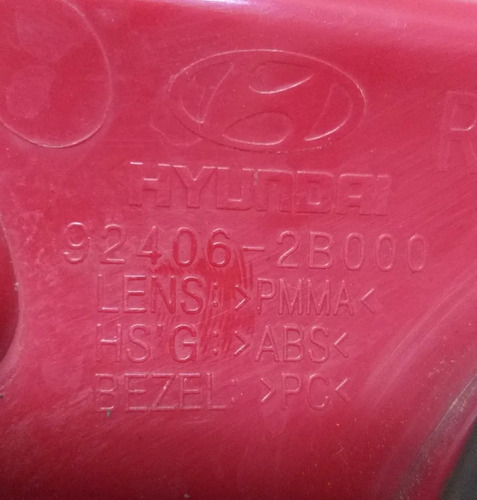 HYUNDAI
R
92406-2B000
LENS: >PMMA<
HS'G: >ABS<
BEZEL: >PC<